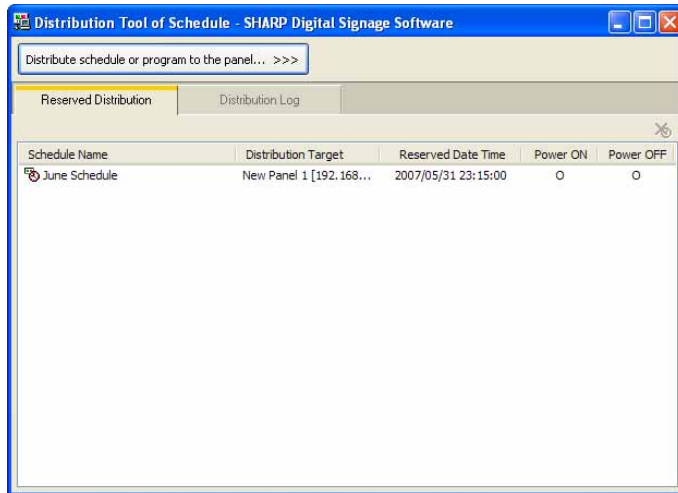 Distribution Tool of Schedule - SHARP Digital Signage Software
Distribute schedule or program to the panel... >>>
Reserved Distribution Distribution Log
Schedule Name Distribution Target Reserved Date Time Power ON Power OFF
June Schedule New Panel 1 [192.168... 2007/05/31 23:15:00 O O